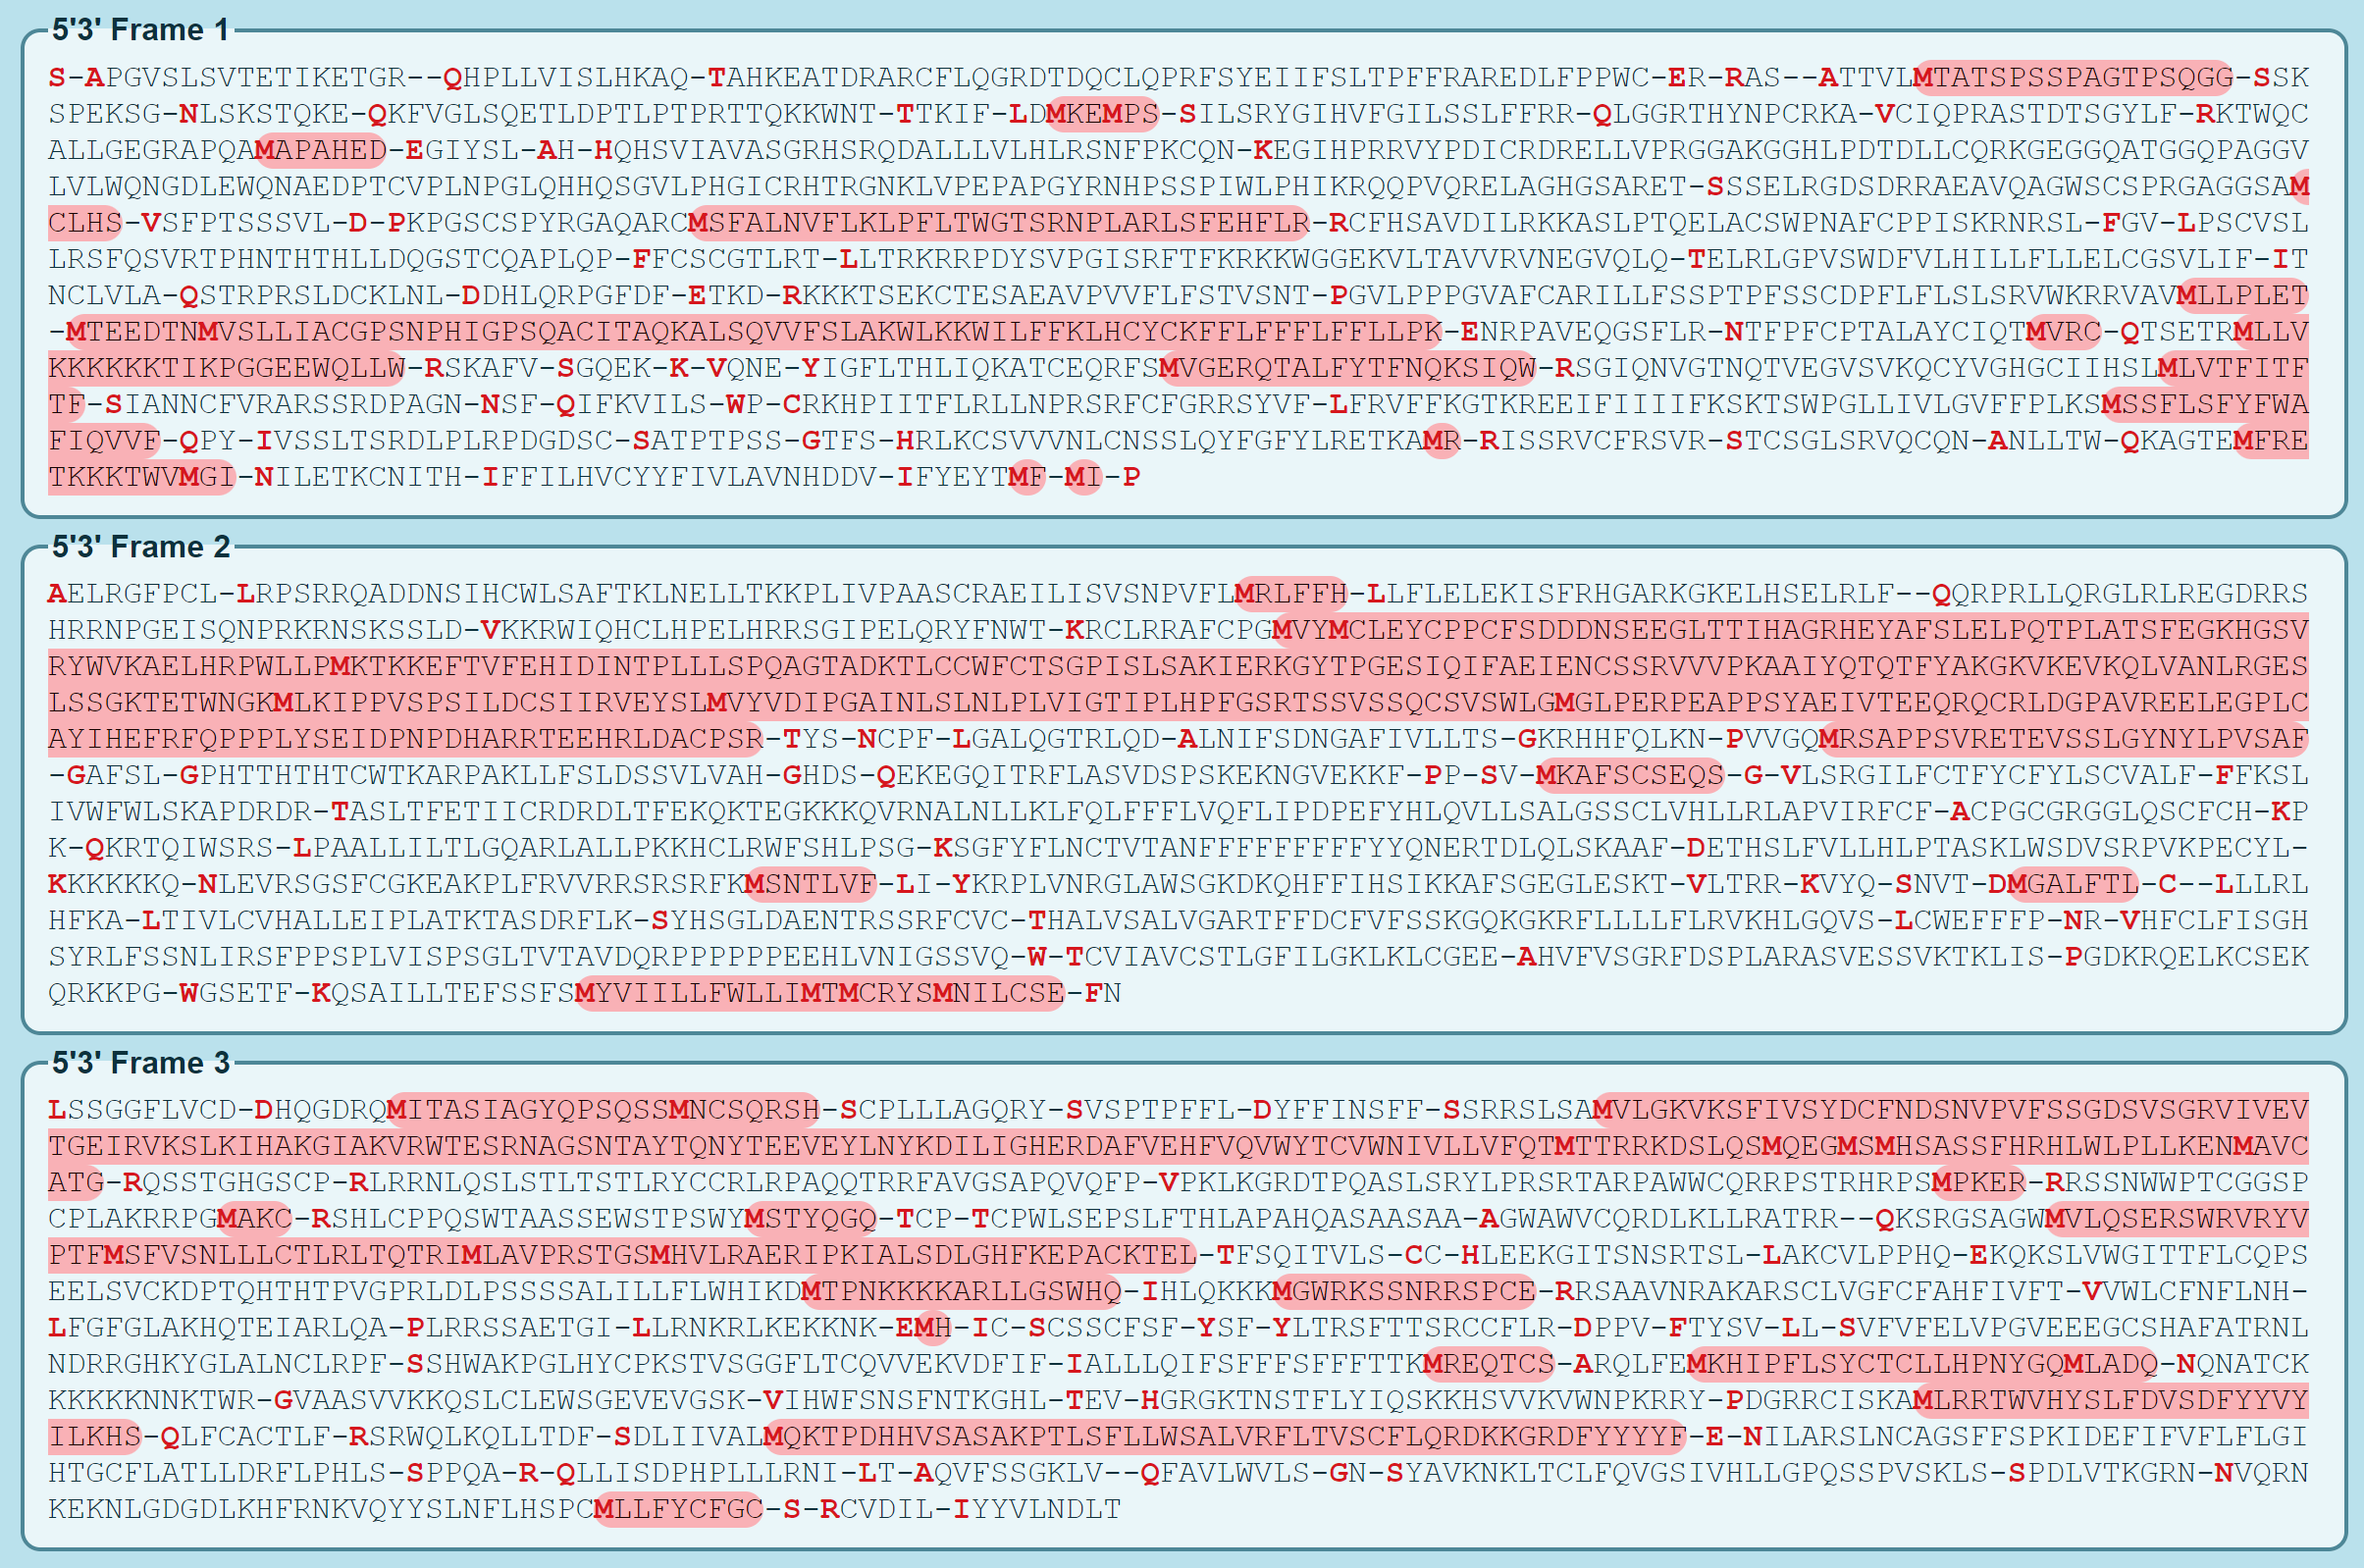 5'3' Frame 1
S-APGVSLSVTETIKETGR--QHPLLVISLHKAQ-TAHKEATDRARCFLQGRDTDQCLQPRFSYEIIFSLTPFFRAREDLFPPWC-ER-RAS--ATTVLMTATSPSSPAGTPSQGG-SSK
SPEKSG-NLSKSTQKE-QKFVGLSQETLDPTLPTPRTTQKKWNT-TTKIF-LDMKEMPS-SILSRYGIHVFGILSSLFFRR-QLGGRTHYNPCRKA-VCIQPRASTDTSGYLF-RKTWQC
ALLGEGRAPQAMAPAHED-EGIYSL-AH-HQHSVIAVASGRHSRQDALLLVLHLRSNFPKCQN-KEGIHPRRVYPDICRDRELLVPRGGAKGGHLPDTDLLCQRKGEGGQATGGQPAGGV
LVLWQNGDLEWQNAEDPTCVPLNPGLQHHQSGVLPHGICRHTRGNKLVPEPAPGYRNHPSSPIWLPHIKRQQPVQRELAGHGSARET-SSSELRGDSDRRAEAVQAGWSCSPRGAGGSAM
CLHS-VSFPTSSSVL-D-PKPGSCSPYRGAQARCMSFALNVFLKLPFLTWGTSRNPLARLSFEHFLR-RCFHSAVDILRKKASLPTQELACSWPNAFCPPISKRNRSL-FGV-LPSCVSL
LRSFQSVRTPHNTHTHLLDQGSTCQAPLQP-FFCSCGTLRT-LLTRKRRPDYSVPGISRFTFKRKKWGGEKVLTAVVRVNEGVQLQ-TELRLGPVSWDFVLHILLFLLELCGSVLIF-IT
NCLVLA-QSTRPRSLDCKLNL-DDHLQRPGFDF-ETKD-RKKKTSEKCTESAEAVPVVFLFSTVSNT-PGVLPPPGVAFCARILLFSSPTPFSSCDPFLFLSLSRVWKRRVAVMLLPLET
-MTEEDTNMVSLLIACGPSNPHIGPSQACITAQKALSQVVFSLAKWLKKWILFFKLHCYCKFFLFFFLFFLLPK-ENRPAVEQGSFLR-NTFPFCPTALAYCIQTMVRC-QTSETRMLLV
KKKKKKTIKPGGEEWQLLW-RSKAFV-SGQEK-K-VQNE-YIGFLTHLIQKATCEQRFSMVGERQTALFYTFNQKSIQW-RSGIQNVGTNQTVEGVSVKQCYVGHGCIIHSLMLVTFITF
TF-SIANNCFVRARSSRDPAGN-NSF-QIFKVILS-WP-CRKHPIITFLRLLNPRSRFCFGRRSYVF-LFRVFFKGTKREEIFIIIIFKSKTSWPGLLIVLGVFFPLKSMSSFLSFYFWA
FIQVVF-QPY-IVSSLTSRDLPLRPDGDSC-SATPTPSS-GTFS-HRLKCSVVVNLCNSSLQYFGFYLRETKAMR-RISSRVCFRSVR-STCSGLSRVQCQN-ANLLTW-QKAGTEMFRE
TKKKTWVMGI-NILETKCNITH-IFFILHVCYYFIVLAVNHDDV-IFYEYTMF-MI-P
5'3' Frame 2
AELRGFPCL-LRPSRRQADDNSIHCWLSAFTKLNELLTKKPLIVPAASCRAEILISVSNPVFLMRLFFH-LLFLELEKISFRHGARKGKELHSELRLF--QQRPRLLQRGLRLREGDRRS
HRRNPGEISQNPRKRNSKSSLD-VKKRWIQHCLHPELHRRSGIPELQRYFNWT-KRCLRRAFCPGMVYMCLEYCPPCFSDDDNSEEGLTTIHAGRHEYAFSLELPQTPLATSFEGKHGSV
RYWVKAELHRPWLLPMKTKKEFTVFEHIDINTPLLLSPQAGTADKTLCCWFCTSGPISLSAKIERKGYTPGESIQIFAEIENCSSRVVVPKAAIYQTQTFYAKGKVKEVKQLVANLRGES
LSSGKTETWNGKMLKIPPVSPSILDCSIIRVEYSLMVYVDIPGAINLSLNLPLVIGTIPLHPFGSRTSSVSSQCSVSWLGMGLPERPEAPPSYAEIVTEEQRQCRLDGPAVREELEGPLC
AYIHEFRFQPPPLYSEIDPNPDHARRTEEHRLDACPSR-TYS-NCPF-LGALQGTRLQD-ALNIFSDNGAFIVLLTS-GKRHHFQLKN-PVVGQMRSAPPSVRETEVSSLGYNYLPVSAF
-GAFSL-GPHTTHTHTCWTKARPAKLLFSLDSSVLVAH-GHDS-QEKEGQITRFLASVDSPSKEKNGVEKKF-PP-SV-MKAFSCSEQS-G-VLSRGILFCTFYCFYLSCVALF-FFKSL
IVWFWLSKAPDRDR-TASLTFETIICRDRDLTFEKQKTEGKKKQVRNALNLLKLFQLFFFLVQFLIPDPEFYHLQVLLSALGSSCLVHLLRLAPVIRFCF-ACPGCGRGGLQSCFCH-KP
K-QKRTQIWSRS-LPAALLILTLGQARLALLPKKHCLRWFSHLPSG-KSGFYFLNCTVTANFFFFFFFFYYQNERTDLQLSKAAF-DETHSLFVLLHLPTASKLWSDVSRPVKPECYL-
KKKKKKQ-NLEVRSGSFCGKEAKPLFRVVRRSRSRFKMSNTLVF-LI-YKRPLVNRGLAWSGKDKQHFFIHSIKKAFSGEGLESKT-VLTRR-KVYQ-SNVT-DMGALFTL-C--LLLRL
HFKA-LTIVLCVHALLEIPLATKTASDRFLK-SYHSGLDAENTRSSRFCVC-THALVSALVGARTFFDCFVFSSKGQKGKRFLLLLFLRVKHLGQVS-LCWEFFFP-NR-VHFCLFISGH
SYRLFSSNLIRSFPPSPLVISPSGLTVTAVDQRPPPPPPEEHLVNIGSSVQ-W-TCVIAVCSTLGFILGKLKLCGEE-AHVFVSGRFDSPLARASVESSVKTKLIS-PGDKRQELKCSEK
QRKKPG-WGSETF-KQSAILLTEFSSFSMYVIILLFWLLIMTMCRYSMNILCSE-FN
5'3' Frame 3
LSSGGFLVCD-DHQGDRQMITASIAGYQPSQSSMNCSQRSH-SCPLLLAGQRY-SVSPTPFFL-DYFFINSFF-SSRRSLSAMVLGKVKSFIVSYDCFNDSNVPVFSSGDSVSGRVIVEV
TGEIRVKSLKIHAKGIAKVRWTESRNAGSNTAYTQNYTEEVEYLNYKDILIGHERDAFVEHFVQVWYTCVWNIVLLVFQTMTTRRKDSLQSMQEGMSMHSASSFHRHLWLPLLKENMAVC
ATG-RQSSTGHGSCP-RLRRNLQSLSTLTSTLRYCCRLRPAQQTRRFAVGSAPQVQFP-VPKLKGRDTPQASLSRYLPRSRTARPAWWCQRRPSTRHRPSMPKER-RRSSNWWPTCGGSP
CPLAKRRPGMAKC-RSHLCPPQSWTAASSEWSTPSWYMSTYQGQ-TCP-TCPWLSEPSLFTHLAPAHQASAASAA-AGWAWVCQRDLKLLRATRR--QKSRGSAGWMVLQSERSWRVRYV
PTFMSFVSNLLLCTLRLTQTRIMLAVPRSTGSMHVLRAERIPKIALSDLGHFKEPACKTEL-TFSQITVLS-CC-HLEEKGITSNSRTSL-LAKCVLPPHQ-EKQKSLVWGITTFLCQPS
EELSVCKDPTQHTHTPVGPRLDLPSSSSALILLFLWHIKDMTPNKKKKARLLGSWHQ-IHLQKKKMGWRKSSNRRSPCE-RRSAAVNRAKARSCLVGFCFAHFIVFT-VVWLCFNFLNH-
LFGFGLAKHQTEIARLQA-PLRRSSAETGI-LLRNKRLKEKKNK-EMH-IC-SCSSCFSF-YSF-YLTRSFTTSRCCFLR-DPPV-FTYSV-LL-SVFVFELVPGVEEEGCSHAFATRNL
NDRRGHKYGLALNCLRPF-SSHWAKPGLHYCPKSTVSGGFLTCQVVEKVDFIF-IALLLQIFSFFFSFFFTTKMREQTCS-ARQLFEMKHIPFLSYCTCLLHPNYGQMLADQ-NQNATCK
KKKKKNNKTWR-GVAASVVKKQSLCLEWSGEVEVGSK-VIHWFSNSFNTKGHL-TEV-HGRGKTNSTFLYIQSKKHSVVKVWNPKRRY-PDGRRCISKAMLRRTWVHYSLFDVSDFYYVY
ILKHS-QLFCACTLF-RSRWQLKQLLTDF-SDLIIVALMQKTPDHHVSASAKPTLSFLLWSALVRFLTVSCFLQRDKKGRDFYYYYF-E-NILARSLNCAGSFFSPKIDEFIFVFLFLGI
HTGCFLATLLDRFLPHLS-SPPQA-R-QLLISDPHPLLLRNI-LT-AQVFSSGKLV--QFAVLWVLS-GN-SYAVKNKLTCLFQVGSIVHLLGPQSSPVSKLS-SPDLVTKGRN-NVQRN
KEKNLGDGDLKHFRNKVQYYSLNFLHSPCMLLFYCFGC-S-RCVDIL-IYYVLNDLT